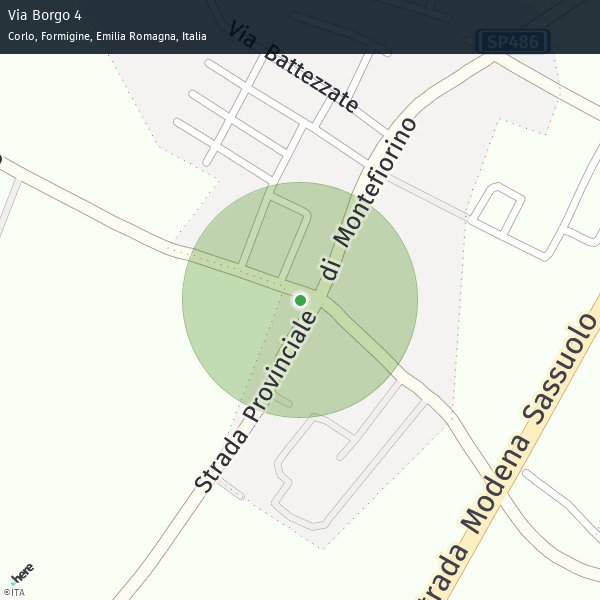 Via Borgo 4
Corlo, Formigine, Emilia Romagna, Italia
SP486
Via Battezzate
Strada Provinciale di Montefiorino
trada Modena Sassuolo
o
here
©ITA